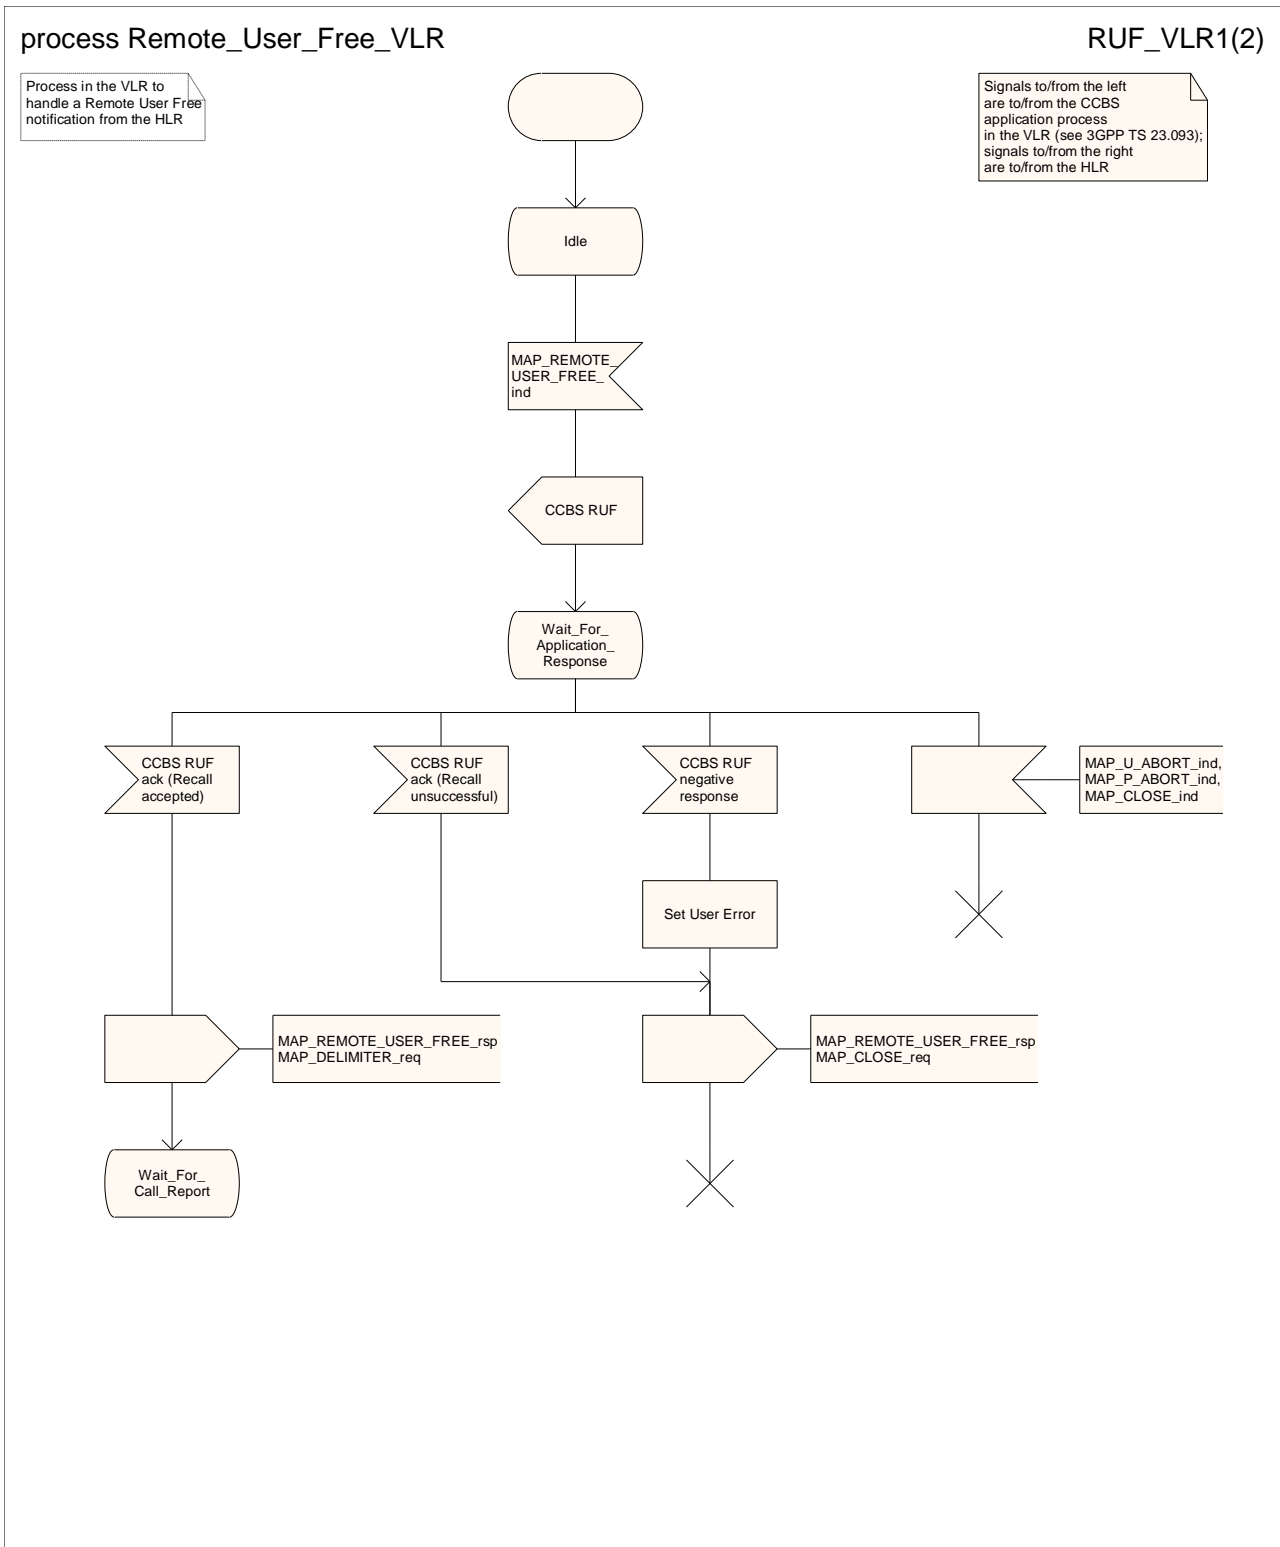 process Remote_User_Free_VLR
RUF_VLR1(2)
Process in the VLR to
handle a Remote User Free
notification from the HLR
Signals to/from the left
are to/from the CCBS
application process
in the VLR (see 3GPP TS 23.093);
signals to/from the right
are to/from the HLR
Idle
MAP_REMOTE_
USER_FREE_
ind
CCBS RUF
Wait_For_
Application_
Response
CCBS RUF
ack (Recall
accepted)
CCBS RUF
ack (Recall
unsuccessful)
CCBS RUF
negative
response
MAP_U_ABORT_ind,
MAP_P_ABORT_ind,
MAP_CLOSE_ind
Set User Error
MAP_REMOTE_USER_FREE_rsp
MAP_DELIMITER_req
MAP_REMOTE_USER_FREE_rsp
MAP_CLOSE_req
Wait_For_
Call_Report